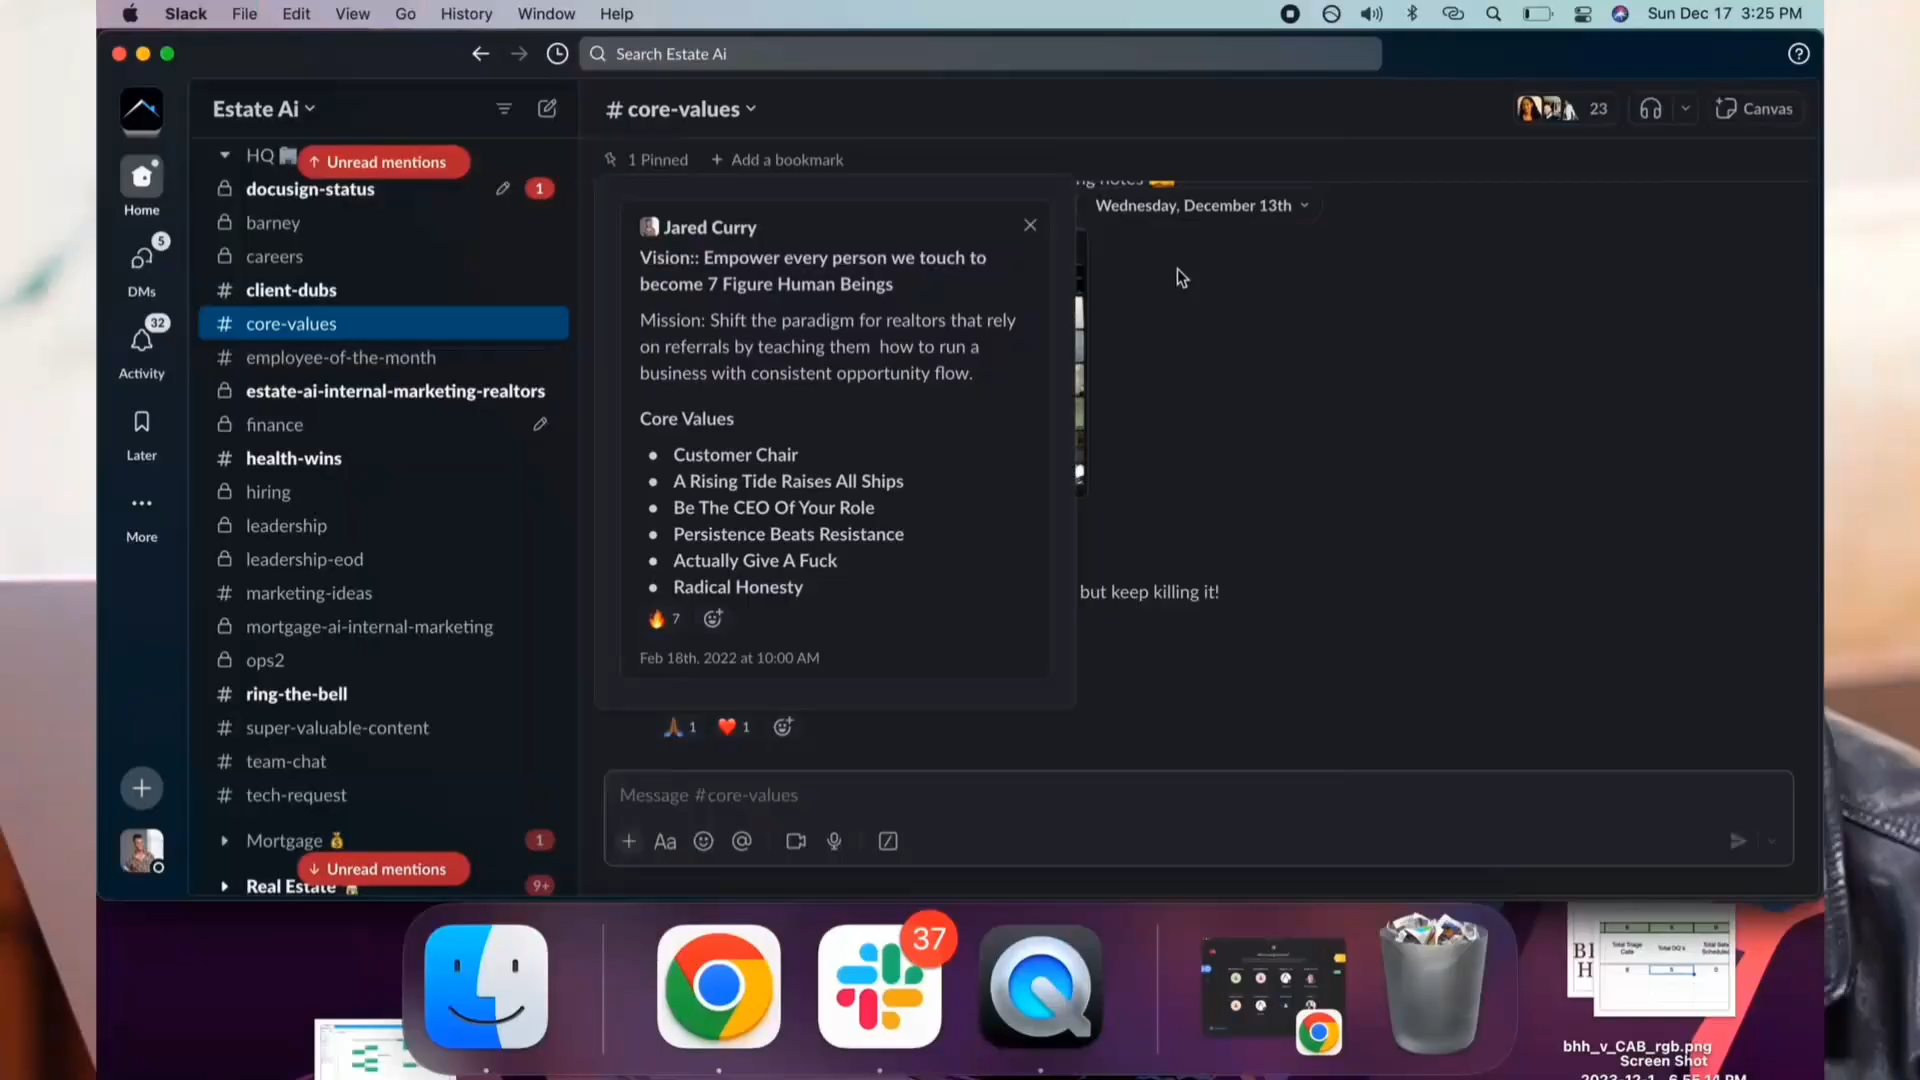 Slack File Edit View Go History Window Help
Sun Dec 17 3:25 PM
Search Estate Ai
Estate Ai
# core-values
23
Canvas
HQ
↑ Unread mentions
1 Pinned
+ Add a bookmark
docusign-status
1
Home
barney
careers
5
DMs
# client-dubs
# core-values
32
Activity
# employee-of-the-month
estate-ai-internal-marketing-realtors
finance
Later
# health-wins
hiring
More
leadership
leadership-eod
# marketing-ideas
mortgage-ai-internal-marketing
ops2
# ring-the-bell
# super-valuable-content
# team-chat
# tech-request
Mortgage
1
↓ Unread mentions
Real Estate
9+
Wednesday, December 13th
Jared Curry
Vision:: Empower every person we touch to
become 7 Figure Human Beings
Mission: Shift the paradigm for realtors that rely
on referrals by teaching them how to run a
business with consistent opportunity flow.
Core Values
• Customer Chair
• A Rising Tide Raises All Ships
• Be The CEO Of Your Role
• Persistence Beats Resistance
• Actually Give A Fuck
• Radical Honesty
7
Feb 18th, 2022 at 10:00 AM
but keep killing it!
1
1
Message #core-values
Aa
37
Total DQ's
bhh_v_CAB_rgb.png
Screen Shot